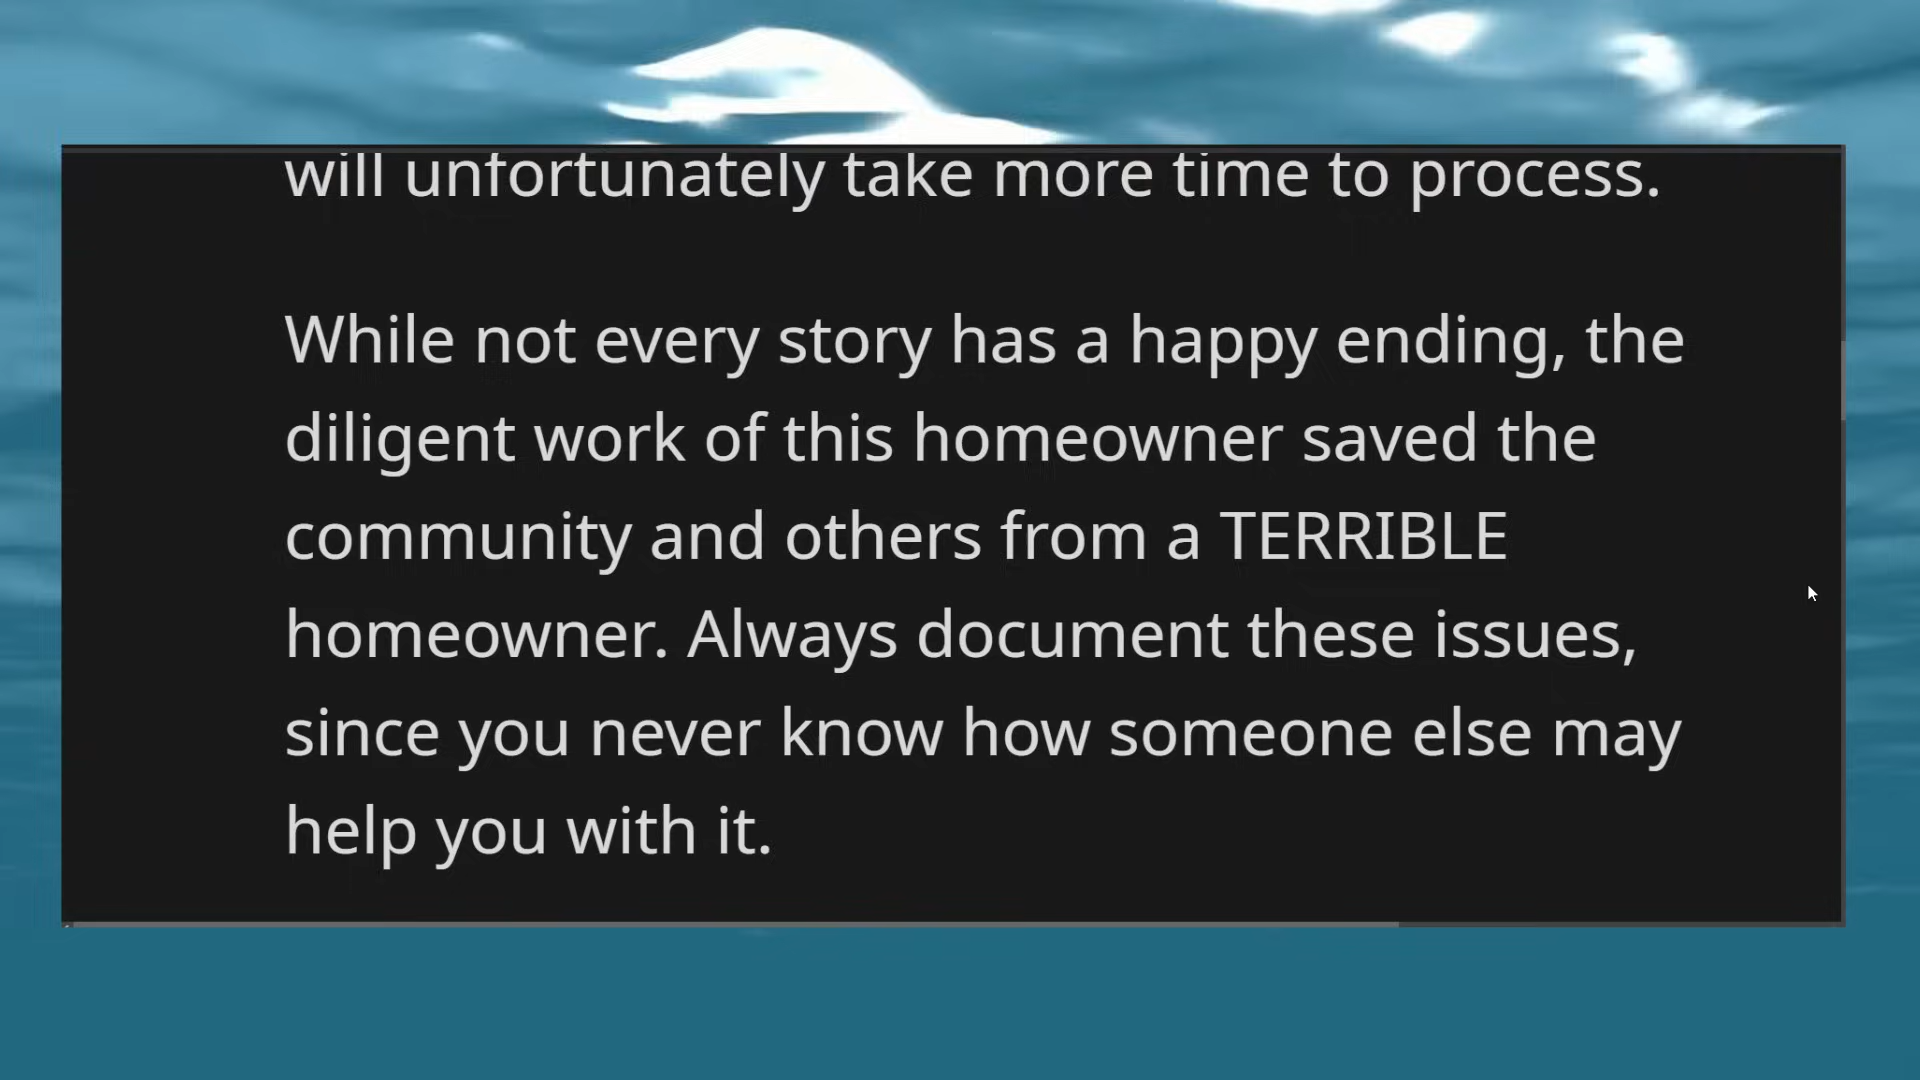 will unfortunately take more time to process.
While not every story has a happy ending, the
diligent work of this homeowner saved the
community and others from a TERRIBLE
homeowner. Always document these issues,
since you never know how someone else may
help you with it.